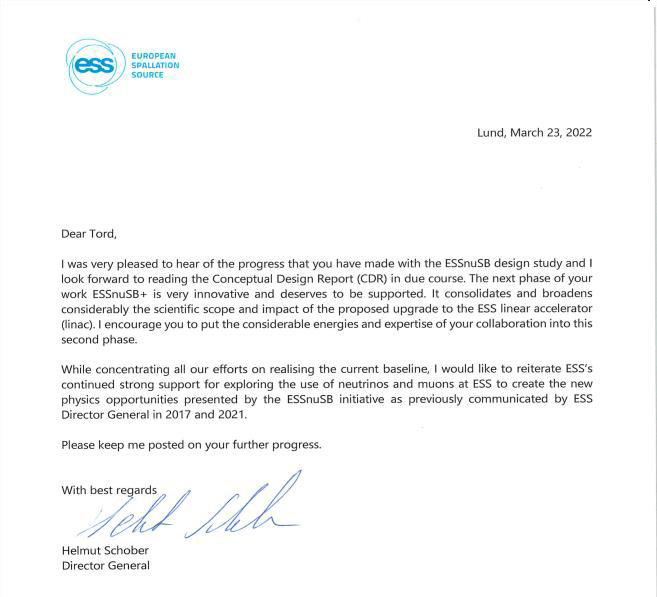 ess
EUROPEAN
SPALLATION
SOURCE
Lund, March 23, 2022
Dear Tord,
I was very pleased to hear of the progress that you have made with the ESSnuSB design study and I
look forward to reading the Conceptual Design Report (CDR) in due course. The next phase of your
work ESSnuSB+ is very innovative and deserves to be supported. It consolidates and broadens
considerably the scientific scope and impact of the proposed upgrade to the ESS linear accelerator
(linac). I encourage you to put the considerable energies and expertise of your collaboration into this
second phase.
While concentrating all our efforts on realising the current baseline, I would like to reiterate ESS's
continued strong support for exploring the use of neutrinos and muons at ESS to create the new
physics opportunities presented by the ESSnuSB initiative as previously communicated by ESS
Director General in 2017 and 2021.
Please keep me posted on your further progress.
With best regards
Helmut Schober
Director General